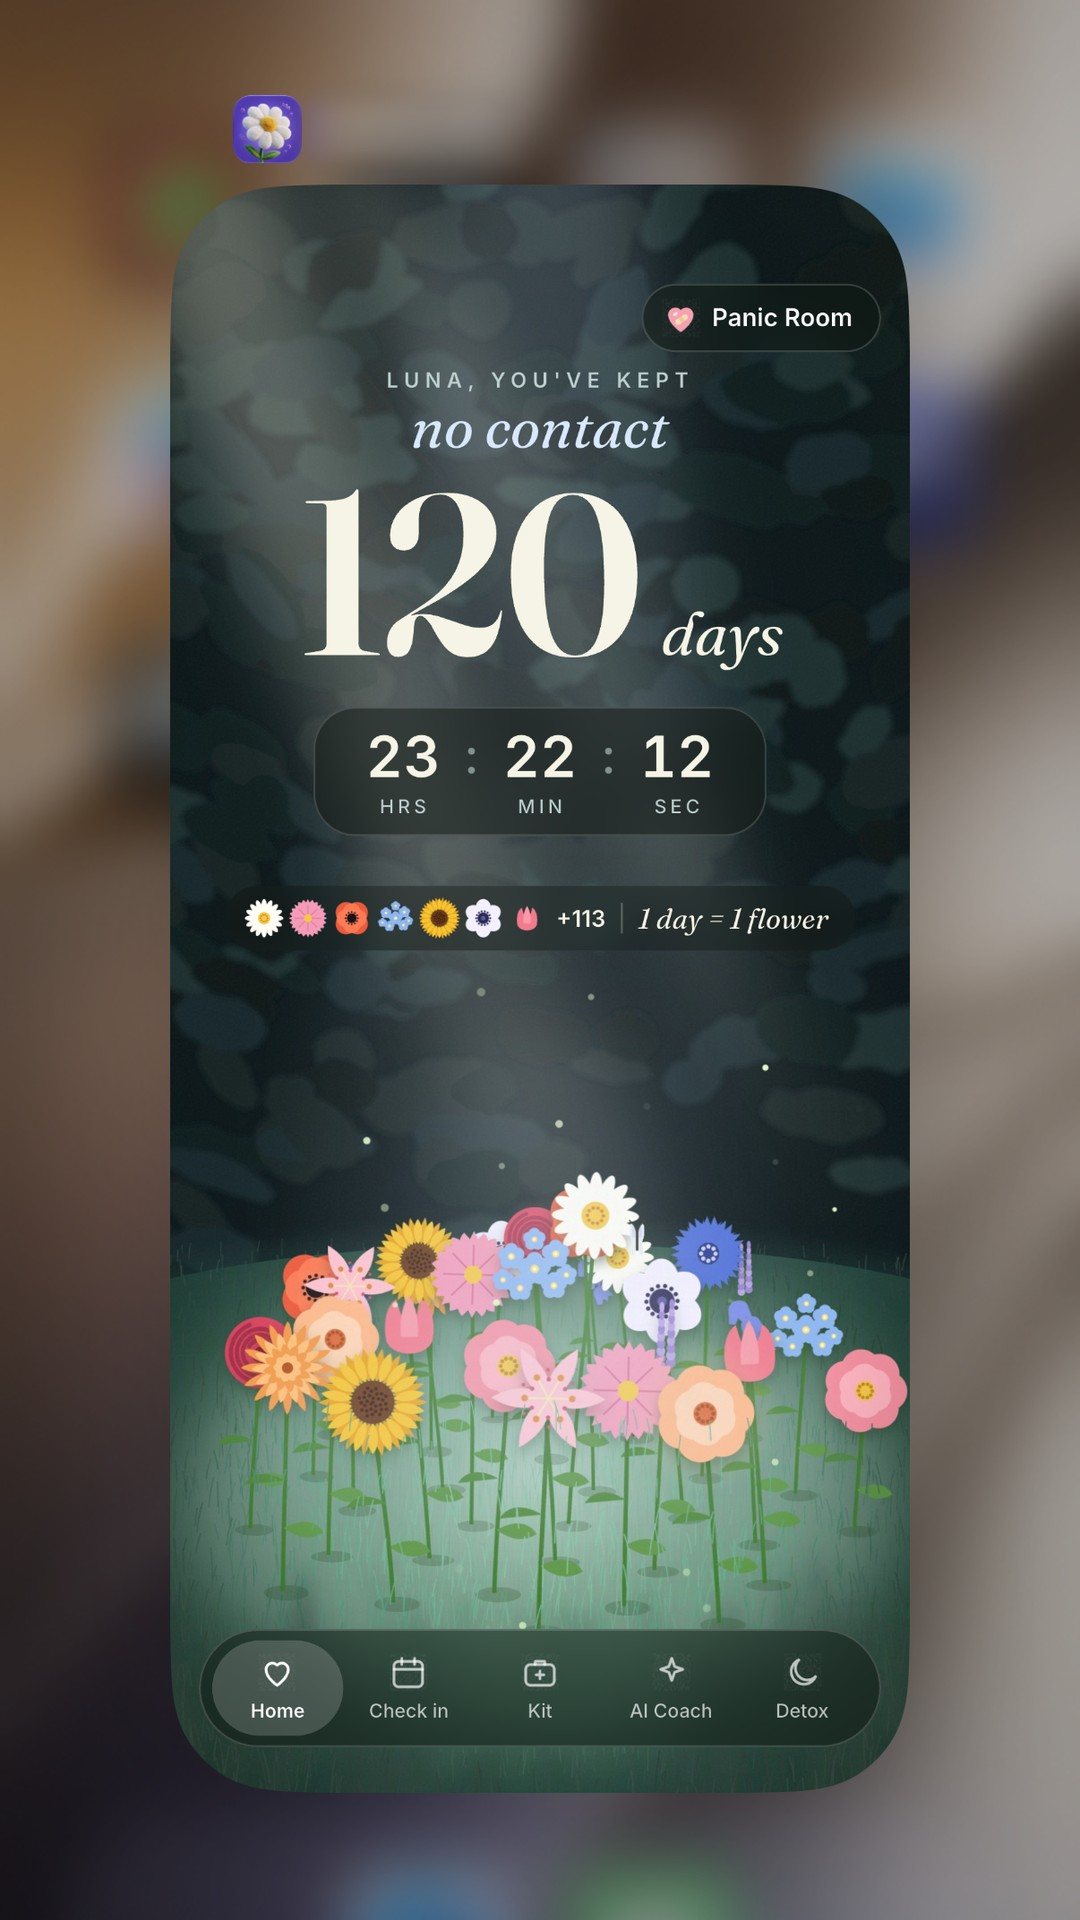 Panic Room
LUNA, YOU'VE KEPT
no contact
120 days
23 : 22 : 12
HRS MIN SEC
+113 | 1 day = 1 flower
Home Check in Kit AI Coach Detox